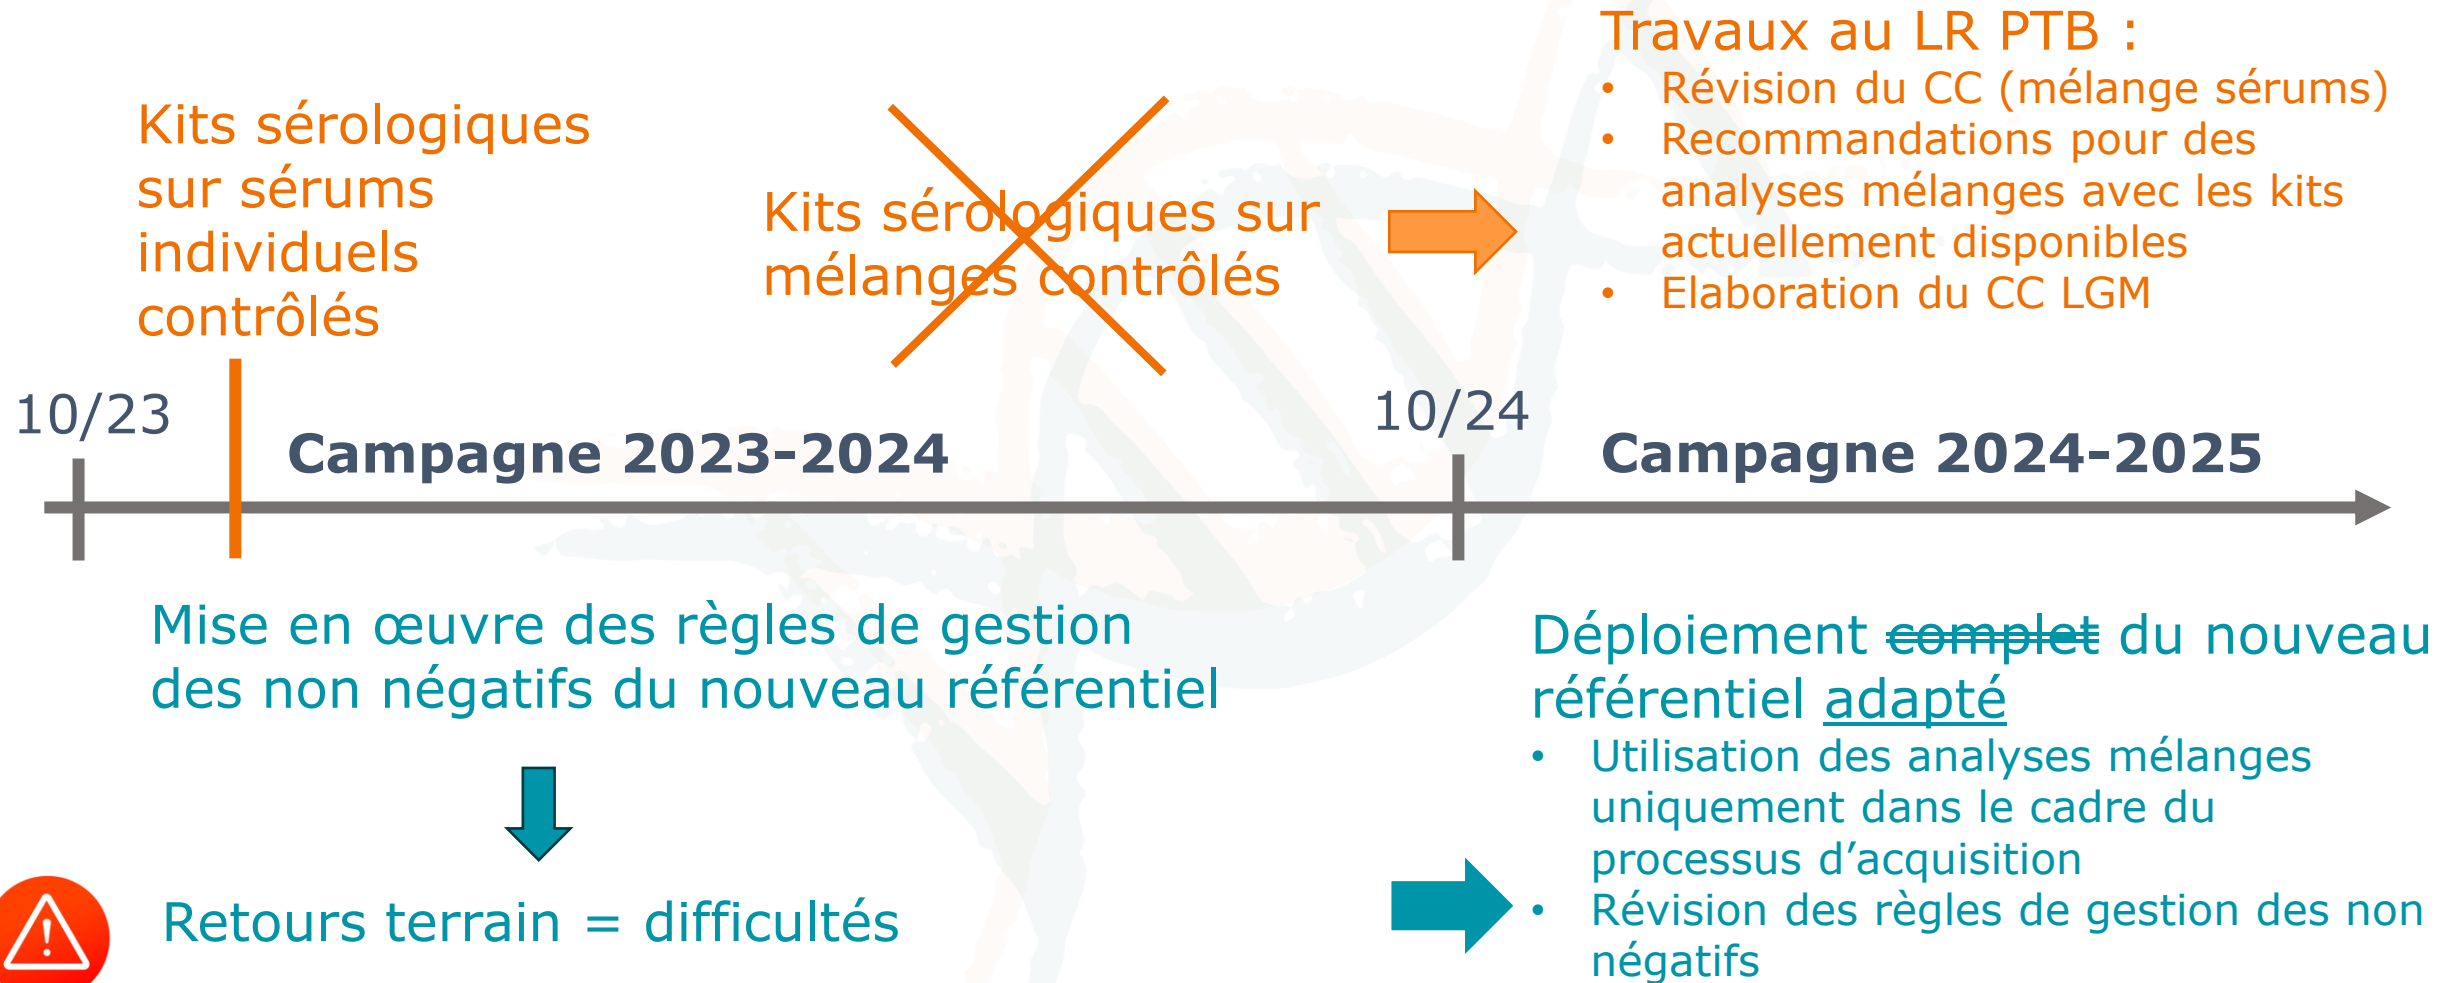 Travaux au LR PTB :
• Révision du CC (mélange sérums)
• Recommandations pour des
analyses mélanges avec les kits
actuellement disponibles
• Elaboration du CC LGM
Kits sérologiques
sur sérums
individuels
contrôlés
Kits sérologiques sur
mélanges contrôlés
10/23
Campagne 2023-2024
10/24
Campagne 2024-2025
Mise en œuvre des règles de gestion
des non négatifs du nouveau référentiel
Retours terrain = difficultés
Déploiement complet du nouveau
référentiel adapté
• Utilisation des analyses mélanges
uniquement dans le cadre du
processus d’acquisition
• Révision des règles de gestion des non
négatifs